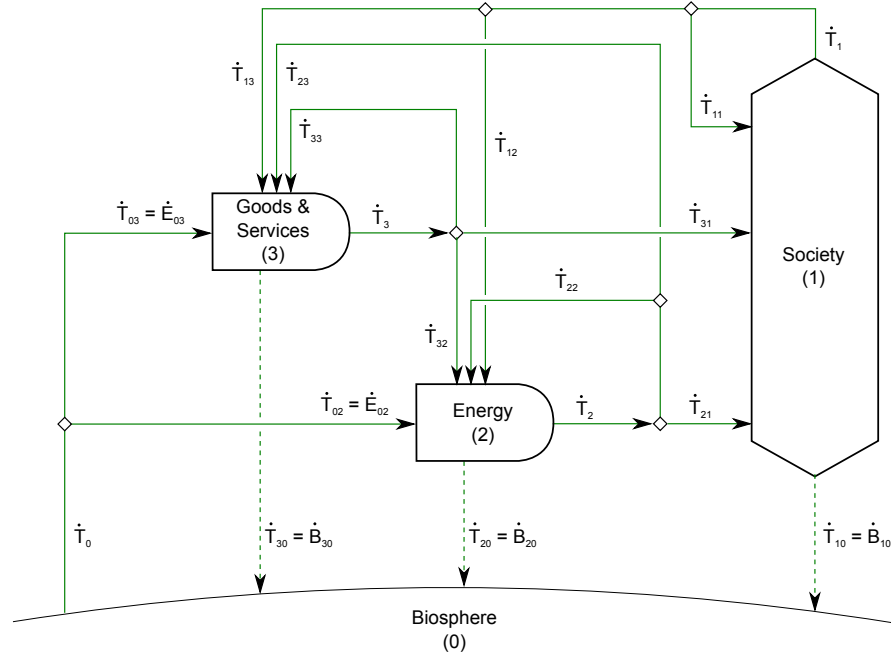 Ṫ₁
Ṫ₁₃
Ṫ₂₃
Ṫ₁₁
Ṫ₃₃
Ṫ₁₂
Ṫ₀₃ = Ė₀₃
Goods &
Services
(3)
Ṫ₃
Ṫ₃₁
Society
(1)
Ṫ₂₂
Ṫ₃₂
Ṫ₀₂ = Ė₀₂
Energy
(2)
Ṫ₂
Ṫ₂₁
Ṫ₀
Ṫ₃₀ = Ḃ₃₀
Ṫ₂₀ = Ḃ₂₀
Ṫ₁₀ = Ḃ₁₀
Biosphere
(0)